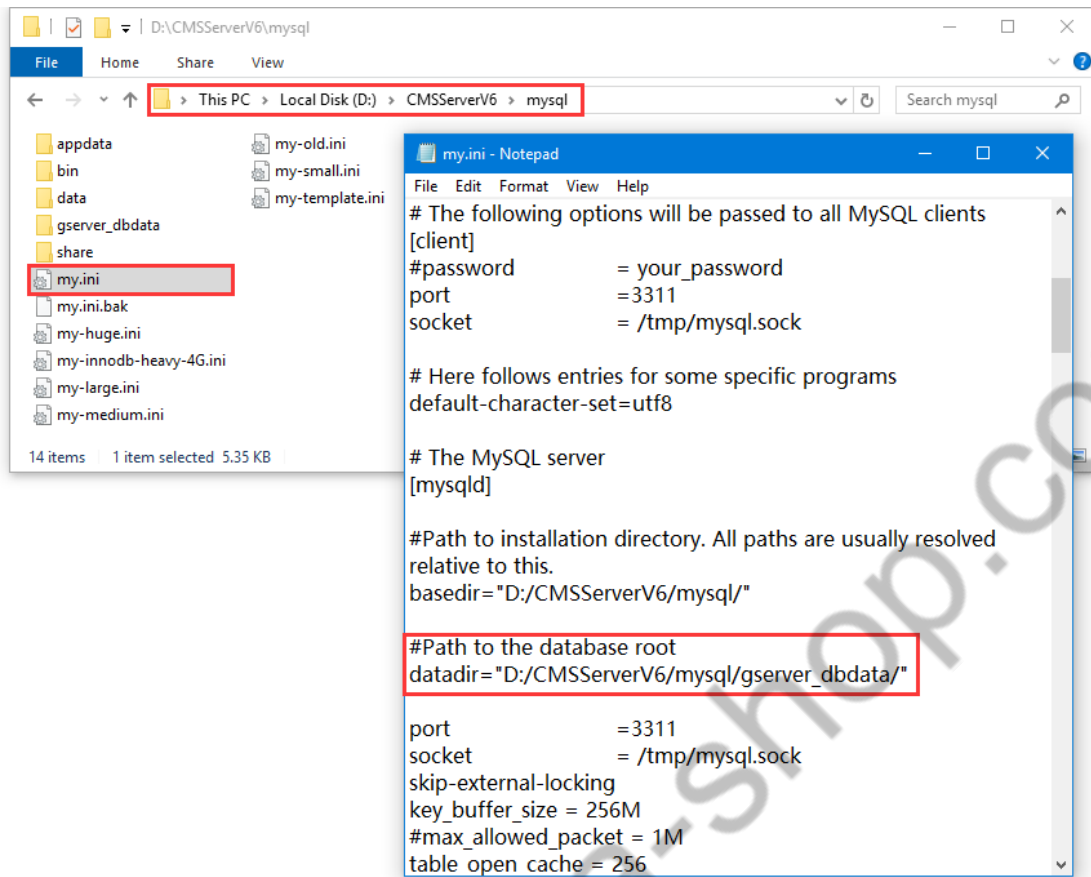 D:\CMSServerV6\mysql
File Home Share View
This PC > Local Disk (D:) > CMSServerV6 > mysql
Search mysql
appdata
bin
data
gserver_dbdata
share
my.ini
my.ini.bak
my-huge.ini
my-innodb-heavy-4G.ini
my-large.ini
my-medium.ini
my-old.ini
my-small.ini
my-template.ini
14 items 1 item selected 5.35 KB
my.ini - Notepad
File Edit Format View Help
# The following options will be passed to all MySQL clients
[client]
#password = your_password
port =3311
socket = /tmp/mysql.sock
# Here follows entries for some specific programs
default-character-set=utf8
# The MySQL server
[mysqld]
#Path to installation directory. All paths are usually resolved
relative to this.
basedir="D:/CMSServerV6/mysql/"
#Path to the database root
datadir="D:/CMSServerV6/mysql/gserver_dbdata/"
port =3311
socket = /tmp/mysql.sock
skip-external-locking
key_buffer_size = 256M
#max_allowed_packet = 1M
table_open_cache = 256